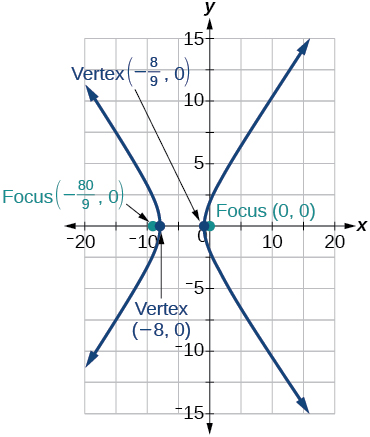 y
15
Vertex (−8/9, 0)
10
5
Focus (−80/9, 0)
Focus (0, 0)
x
−20 −10 0 10 20
−5
Vertex
(−8, 0)
−10
−15